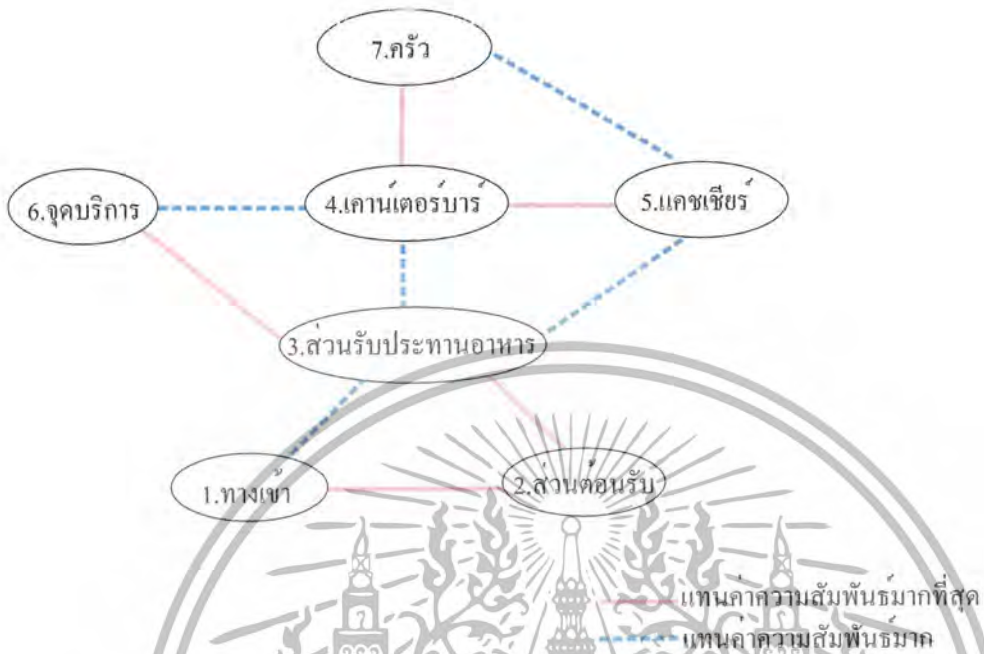 7.ครัว
6.จุดบริการ
4.เคาน์เตอร์บาร์
5.แคชเชียร์
3.ส่วนรับประทานอาหาร
1.ทางเข้า
2.ส่วนต้อนรับ
แทนค่าความสัมพันธ์มากที่สุด
แทนค่าความสัมพันธ์มาก